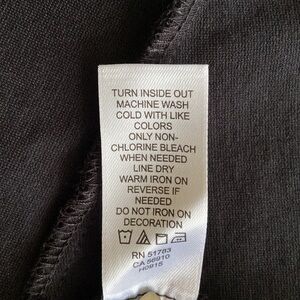 TURN INSIDE OUT
MACHINE WASH
COLD WITH LIKE
COLORS
ONLY NON-
CHLORINE BLEACH
WHEN NEEDED
LINE DRY
WARM IRON ON
REVERSE IF
NEEDED
DO NOT IRON ON
DECORATION
RN 51783
CA 56910
H0915